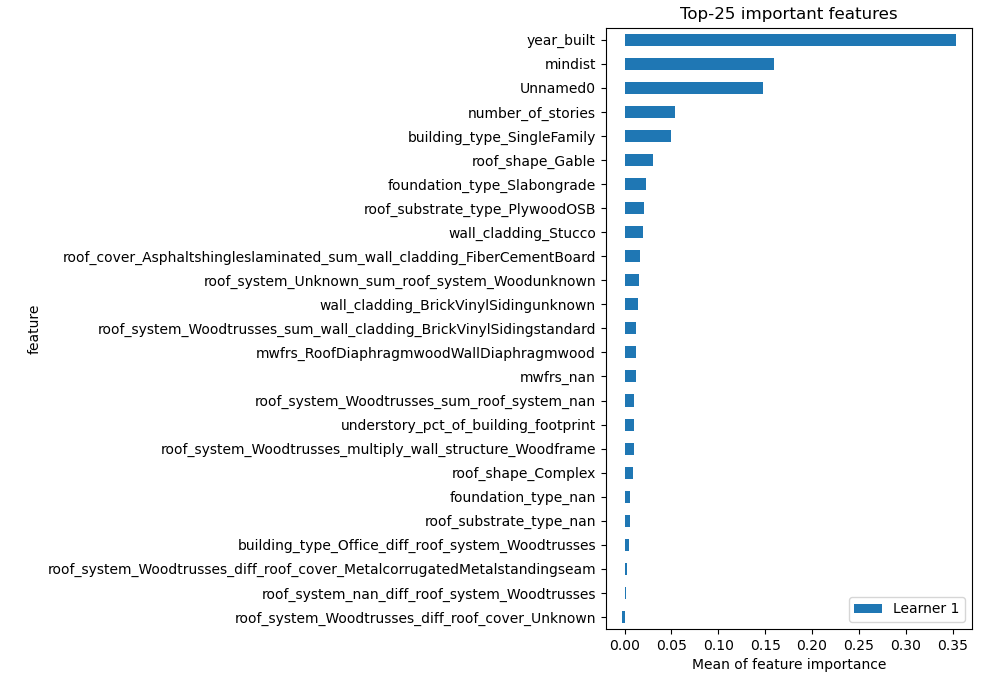 Top-25 important features
year_built
mindist
Unnamed0
number_of_stories
building_type_SingleFamily
roof_shape_Gable
foundation_type_Slabongrade
roof_substrate_type_PlywoodOSB
wall_cladding_Stucco
roof_cover_Asphaltshingleslaminated_sum_wall_cladding_FiberCementBoard
roof_system_Unknown_sum_roof_system_Woodunknown
wall_cladding_BrickVinylSidingunknown
roof_system_Woodtrusses_sum_wall_cladding_BrickVinylSidingstandard
mwfrs_RoofDiaphragmwoodWallDiaphragmwood
mwfrs_nan
roof_system_Woodtrusses_sum_roof_system_nan
understory_pct_of_building_footprint
roof_system_Woodtrusses_multiply_wall_structure_Woodframe
roof_shape_Complex
foundation_type_nan
roof_substrate_type_nan
building_type_Office_diff_roof_system_Woodtrusses
roof_system_Woodtrusses_diff_roof_cover_MetalcorrugatedMetalstandingseam
roof_system_nan_diff_roof_system_Woodtrusses
roof_system_Woodtrusses_diff_roof_cover_Unknown
feature
Learner 1
0.00 0.05 0.10 0.15 0.20 0.25 0.30 0.35
Mean of feature importance